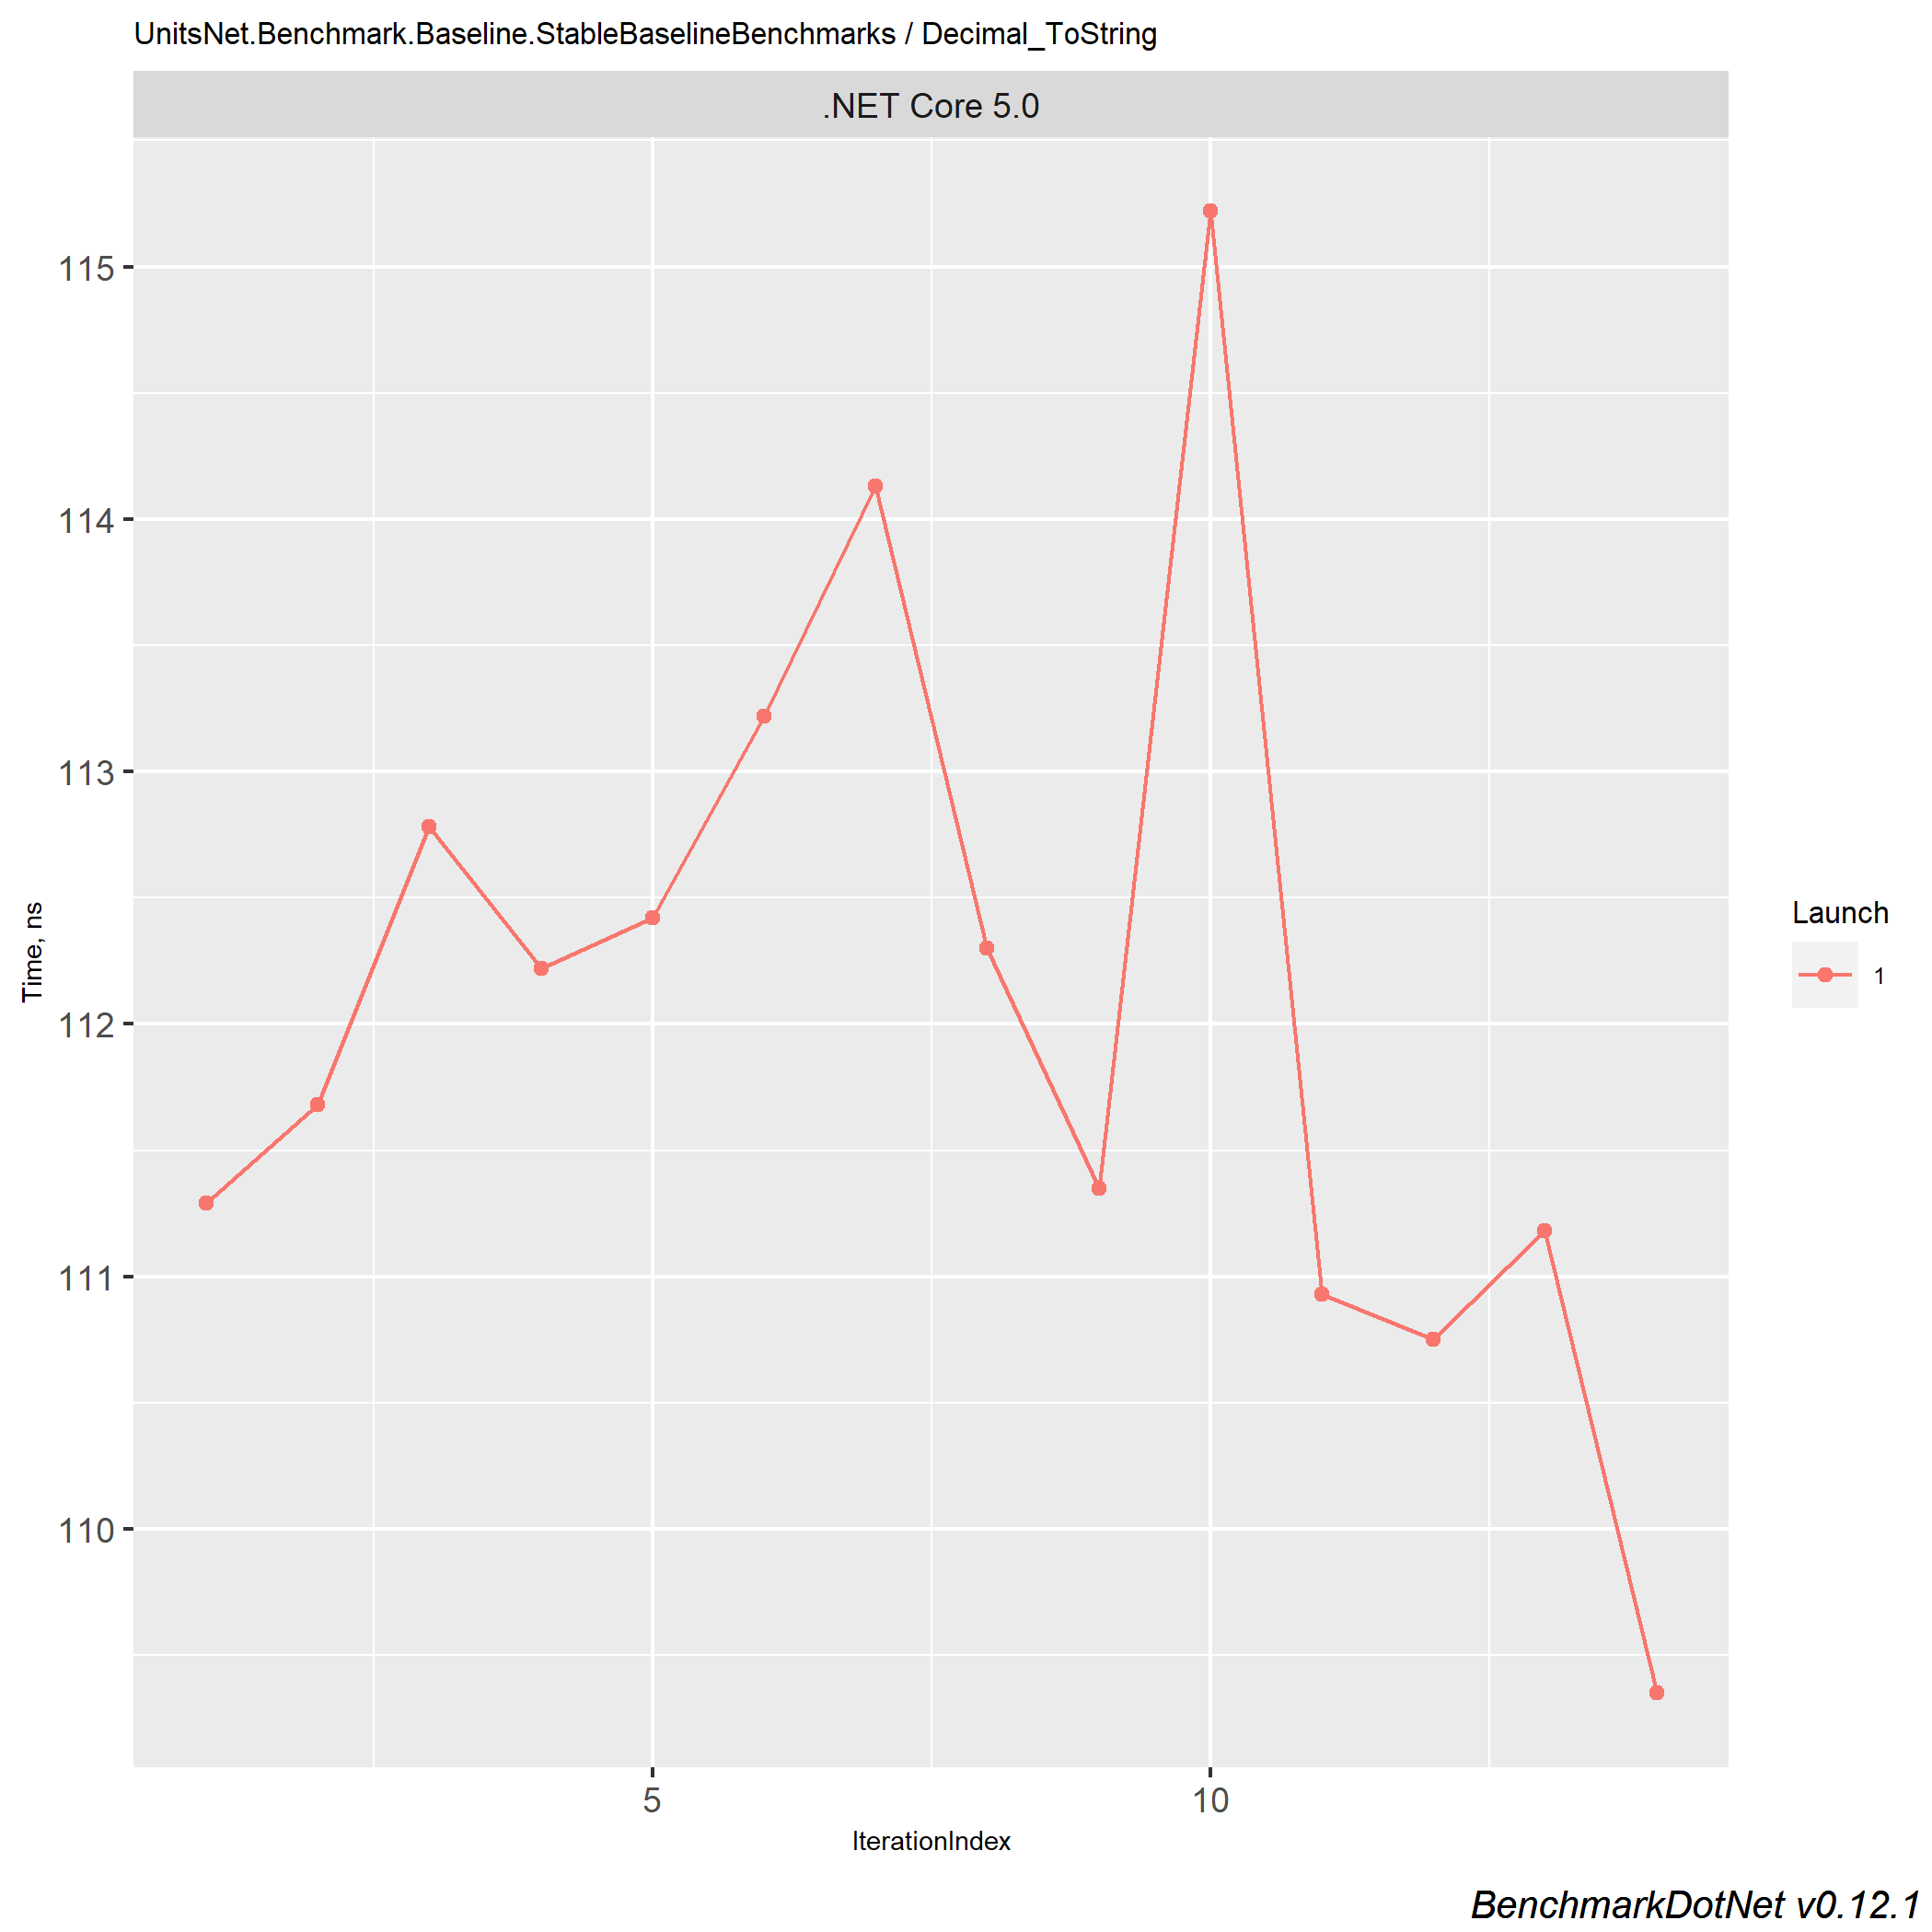 UnitsNet.Benchmark.Baseline.StableBaselineBenchmarks / Decimal_ToString
.NET Core 5.0
115
114
113
112
111
110
Time, ns
5
10
IterationIndex
Launch
1
BenchmarkDotNet v0.12.1